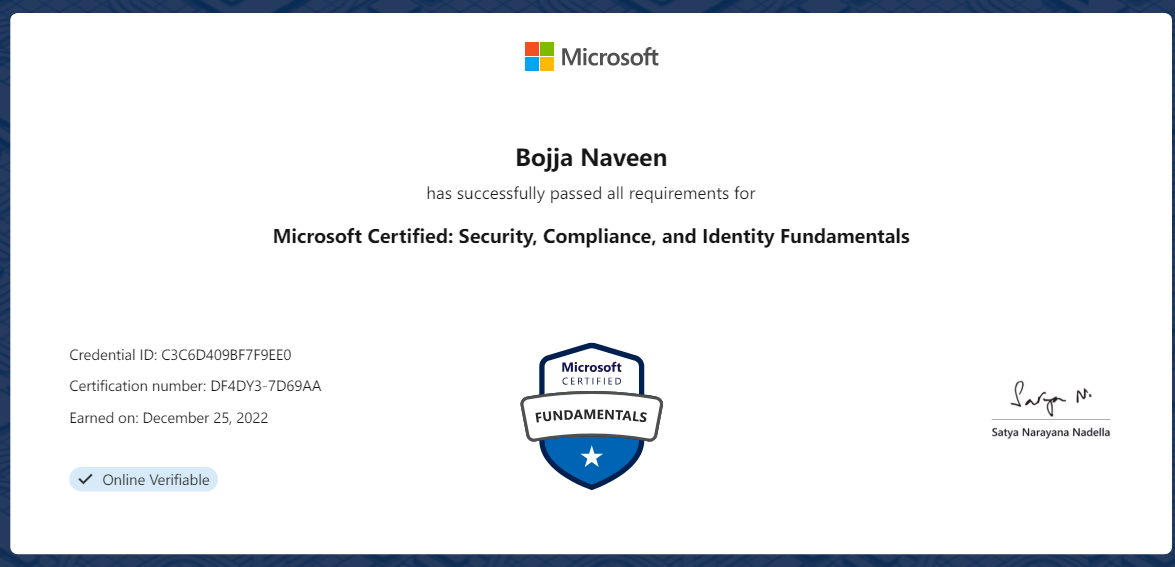 Microsoft
Bojja Naveen
has successfully passed all requirements for
Microsoft Certified: Security, Compliance, and Identity Fundamentals
Credential ID: C3C6D409BF7F9EE0
Certification number: DF4DY3-7D69AA
Earned on: December 25, 2022
Online Verifiable
Microsoft
CERTIFIED
FUNDAMENTALS
Satya N.
Satya Narayana Nadella